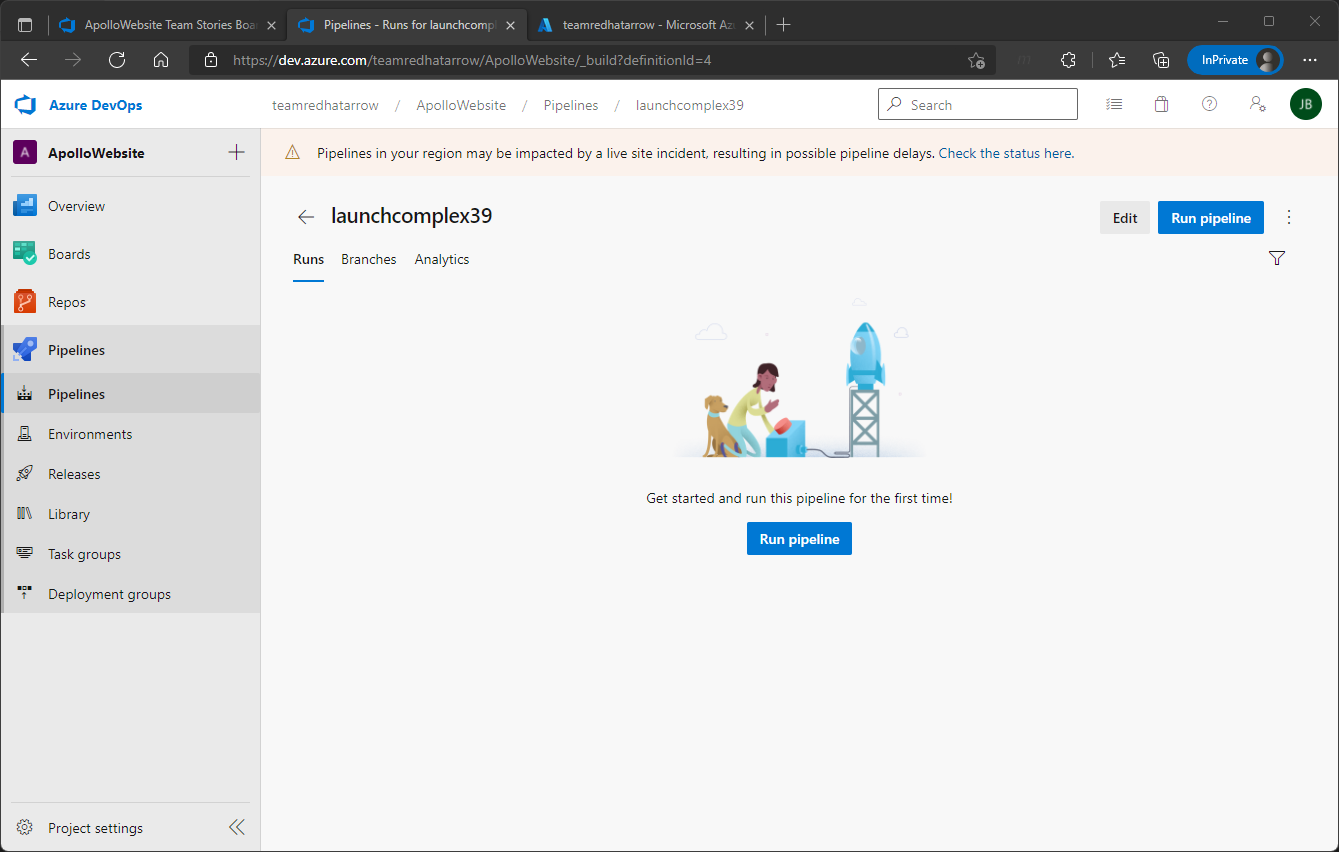 ApolloWebsite Team Stories Boa
Pipelines - Runs for launchcompl
teamredhatarrow - Microsoft Az
https://dev.azure.com/teamredhatarrow/ApolloWebsite/_build?definitionId=4
InPrivate
Azure DevOps
teamredhatarrow / ApolloWebsite / Pipelines / launchcomplex39
Search
JB
A ApolloWebsite
Pipelines in your region may be impacted by a live site incident, resulting in possible pipeline delays. Check the status here.
Overview
Boards
Repos
Pipelines
Pipelines
Environments
Releases
Library
Task groups
Deployment groups
Project settings
launchcomplex39
Edit
Run pipeline
Runs Branches Analytics
Get started and run this pipeline for the first time!
Run pipeline